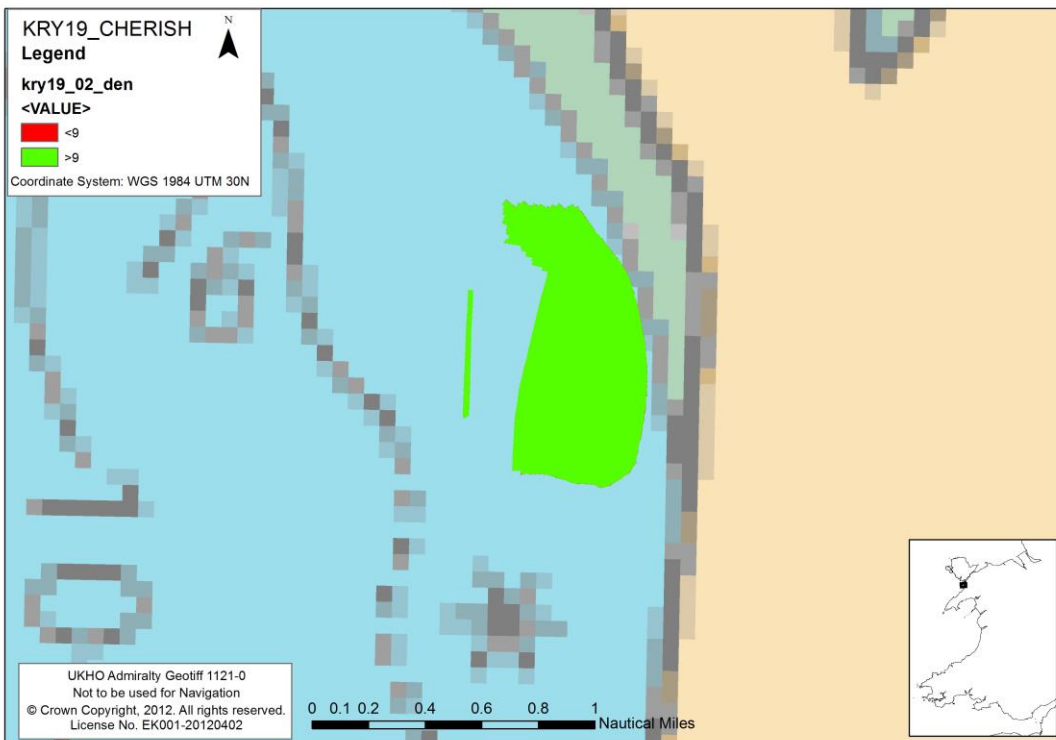 KRY19_CHERISH
N
Legend
kry19_02_den
<VALUE>
<9
>9
Coordinate System: WGS 1984 UTM 30N
UKHO Admiralty Geotiff 1121-0
Not to be used for Navigation
© Crown Copyright, 2012. All rights reserved.
License No. EK001-20120402
0 0.1 0.2 0.4 0.6 0.8 1
Nautical Miles